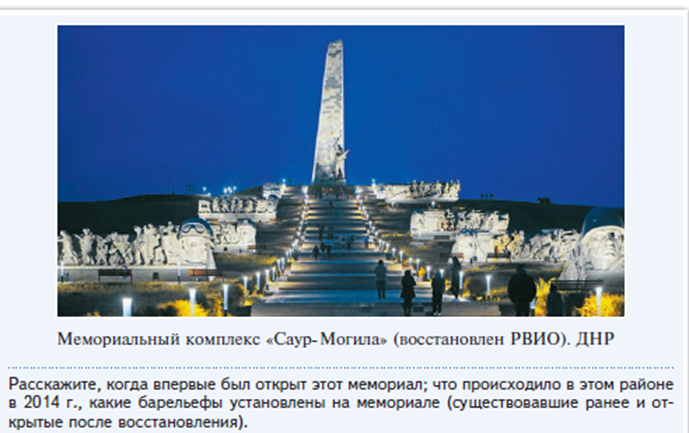 Мемориальный комплекс «Саур-Могила» (восстановлен РВИО). ДНР
Расскажите, когда впервые был открыт этот мемориал; что происходило в этом районе
в 2014 г., какие барельефы установлены на мемориале (существовавшие ранее и от-
крытые после восстановления).